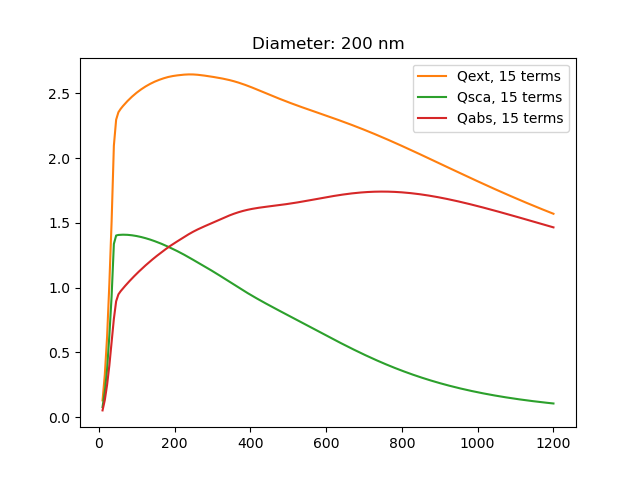 Diameter: 200 nm
Qext, 15 terms
Qsca, 15 terms
Qabs, 15 terms
2.5
2.0
1.5
1.0
0.5
0.0
0 200 400 600 800 1000 1200